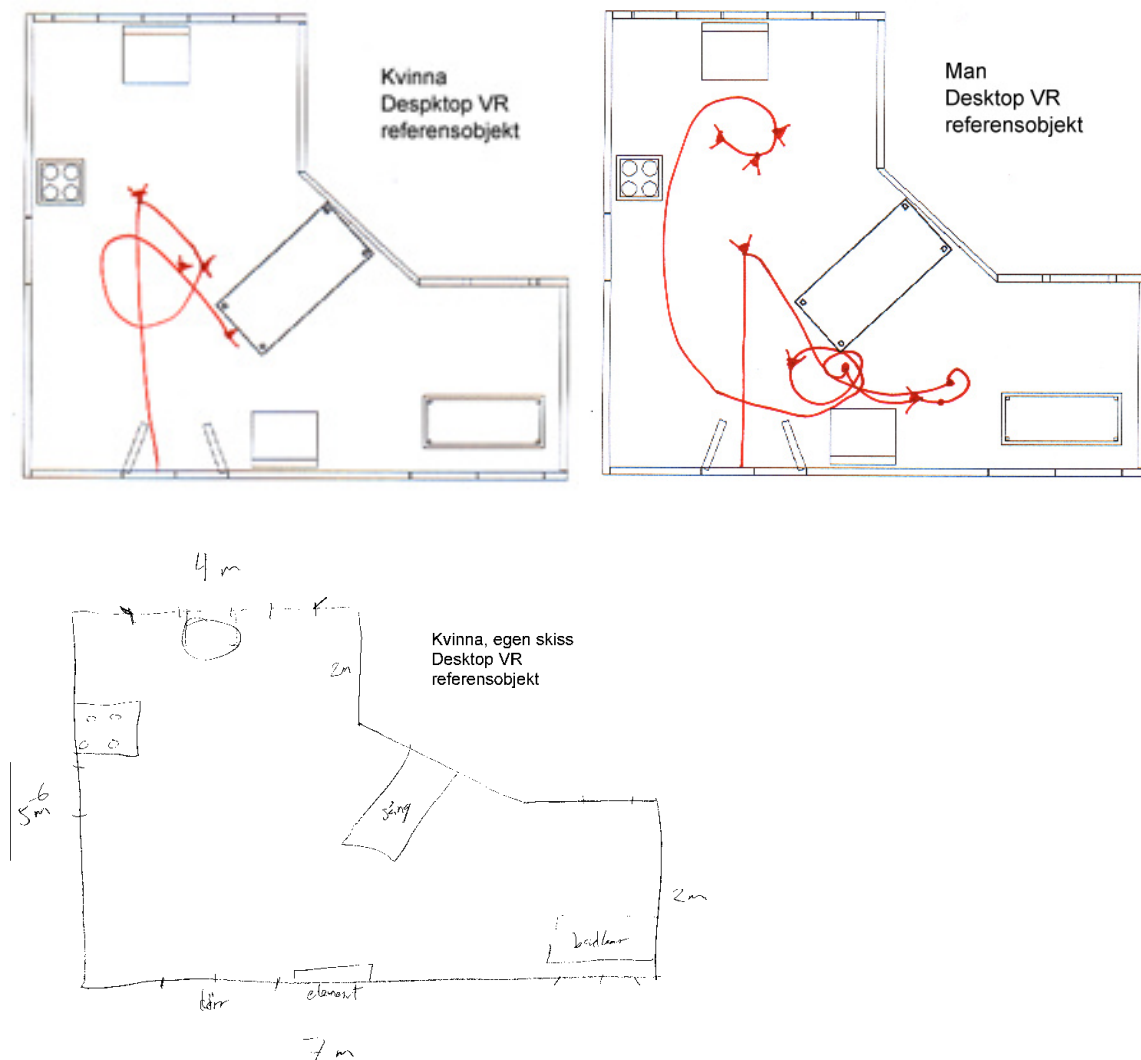 Kvinna
Despktop VR
referensobjekt
Man
Desktop VR
referensobjekt
4 m
Kvinna, egen skiss
Desktop VR
referensobjekt
2m
säng
5-6
m
2m
badkar
dörr
element
7 m